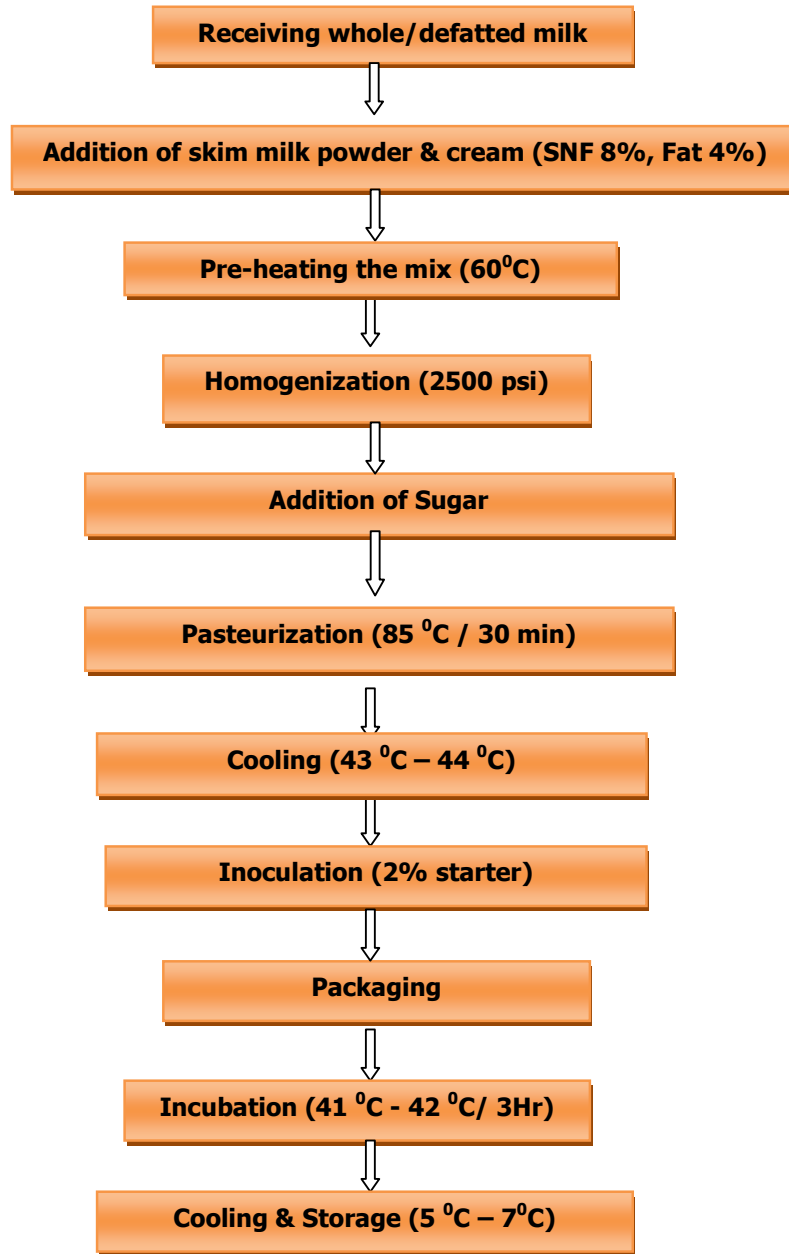 Receiving whole/defatted milk
Addition of skim milk powder & cream (SNF 8%, Fat 4%)
Pre-heating the mix (60⁰C)
Homogenization (2500 psi)
Addition of Sugar
Pasteurization (85 ⁰C / 30 min)
Cooling (43 ⁰C – 44 ⁰C)
Inoculation (2% starter)
Packaging
Incubation (41 ⁰C - 42 ⁰C/ 3Hr)
Cooling & Storage (5 ⁰C – 7⁰C)